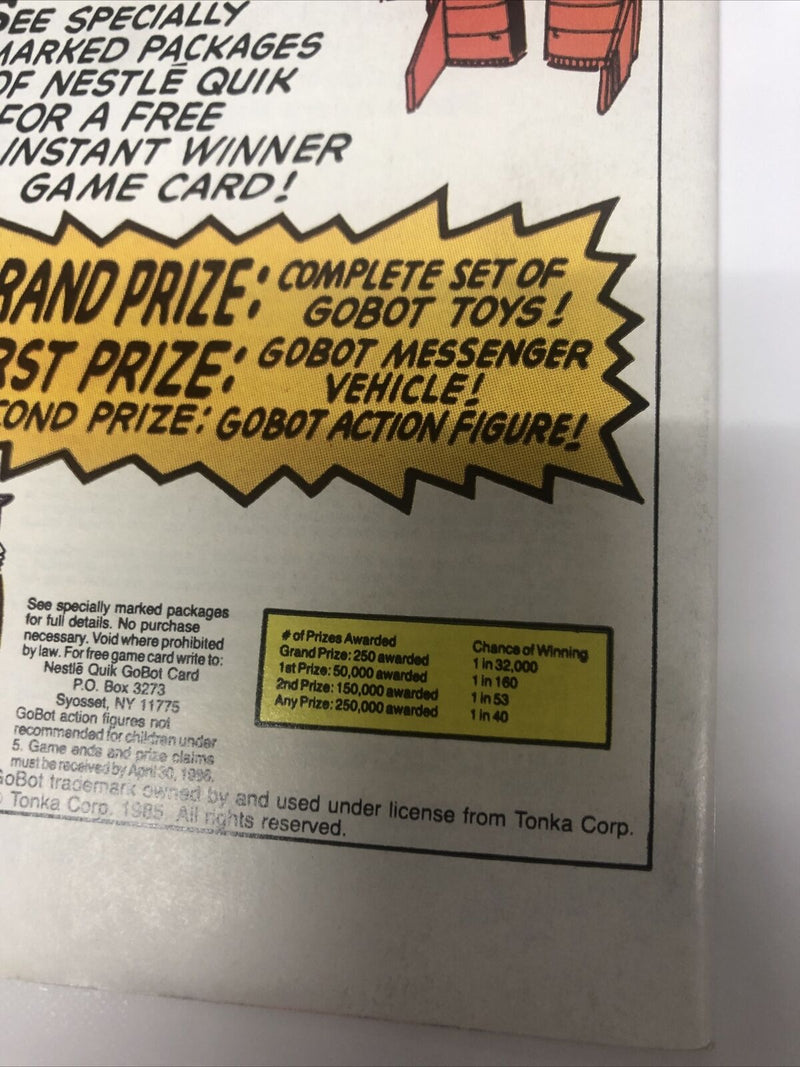 SEE SPECIALLY
MARKED PACKAGES
OF NESTLĒ QUIK
FOR A FREE
INSTANT WINNER
GAME CARD!
RAND PRIZE: COMPLETE SET OF
GOBOT TOYS!
RST PRIZE: GOBOT MESSENGER
VEHICLE!
COND PRIZE: GOBOT ACTION FIGURE!
See specially marked packages
for full details. No purchase
necessary. Void where prohibited
by law. For free game card write to:
Nestlē Quik GoBot Card
P.O. Box 3273
Syosset, NY 11775
GoBot action figures not
recommended for children under
5. Game ends and prize claims
must be received by April 30, 1986.
# of Prizes Awarded Chance of Winning
Grand Prize: 250 awarded 1 in 32,000
1st Prize: 50,000 awarded 1 in 160
2nd Prize: 150,000 awarded 1 in 53
Any Prize: 250,000 awarded 1 in 40
GoBot trademark owned by and used under license from Tonka Corp.
© Tonka Corp. 1985 All rights reserved.